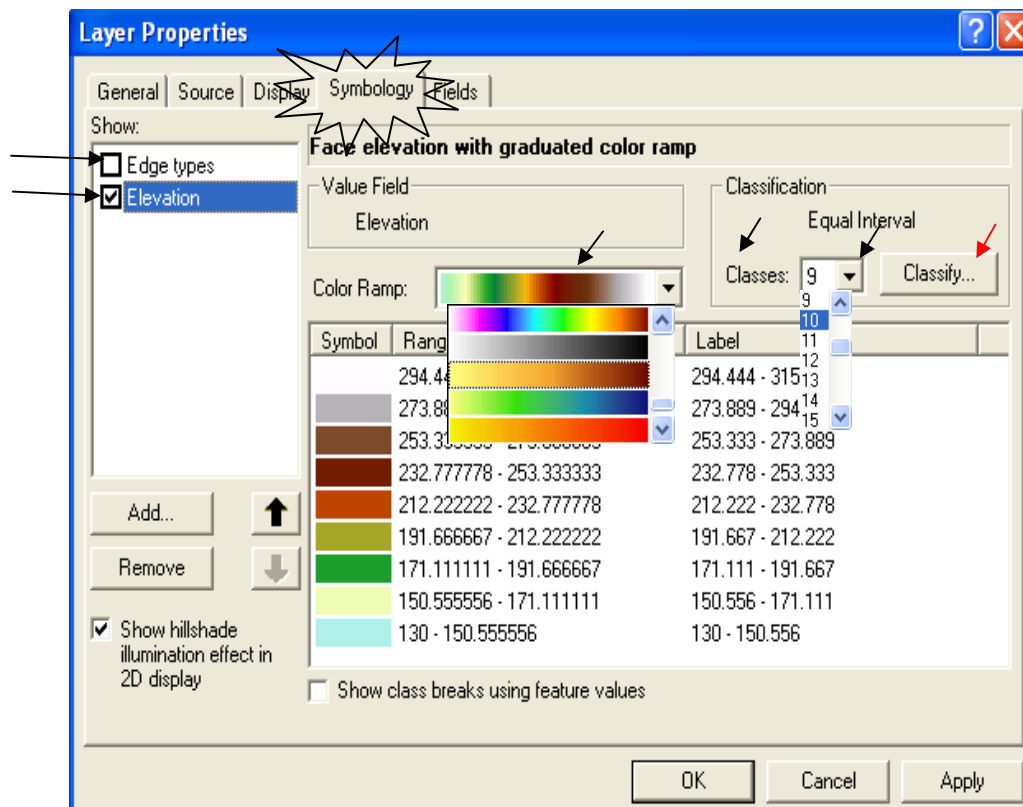 Layer Properties
General Source Display Symbology Fields
Show:
Edge types
Elevation
Face elevation with graduated color ramp
Value Field
Elevation
Classification
Equal Interval
Color Ramp:
Classes: 9 Classify...
9
10
11
12
13
14
15
Symbol Label
294.444 - 315
273.889 - 294
253.333 - 273.889
232.777778 - 253.333333 232.778 - 253.333
212.222222 - 232.777778 212.222 - 232.778
191.666667 - 212.222222 191.667 - 212.222
171.111111 - 191.666667 171.111 - 191.667
150.555556 - 171.111111 150.556 - 171.111
130 - 150.555556 130 - 150.556
Add...
Remove
Show hillshade
illumination effect in
2D display
Show class breaks using feature values
OK Cancel Apply